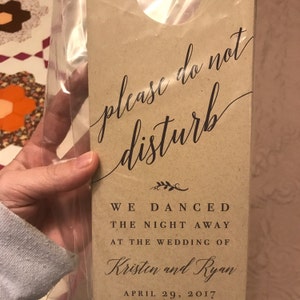 please do not
disturb
WE DANCED
THE NIGHT AWAY
AT THE WEDDING OF
Kristen and Ryan
APRIL 29, 2017